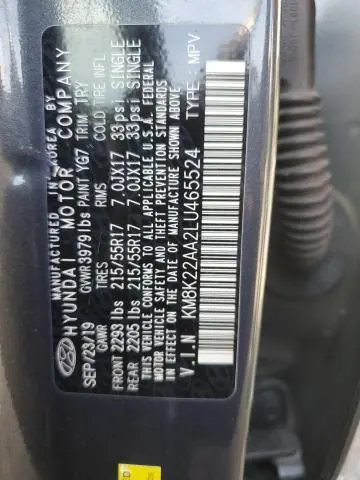 MANUFACTURED IN KOREA BY
HYUNDAI MOTOR COMPANY
SEP/23/19 GVWR3979lbs PAINT YG7 TRIM TRY
GAWR TIRES RIMS COLD TIRE INFL
FRONT 2293 lbs 215/55R17 7.0JX17 33psi SINGLE
REAR 2205 lbs 215/55R17 7.0JX17 33psi SINGLE
THIS VEHICLE CONFORMS TO ALL APPLICABLE U.S.A. FEDERAL
MOTOR VEHICLE SAFETY AND THEFT PREVENTION STANDARDS
IN EFFECT ON THE DATE OF MANUFACTURE SHOWN ABOVE.
V.I.N KM8K22AA2LU465524 TYPE: MPV